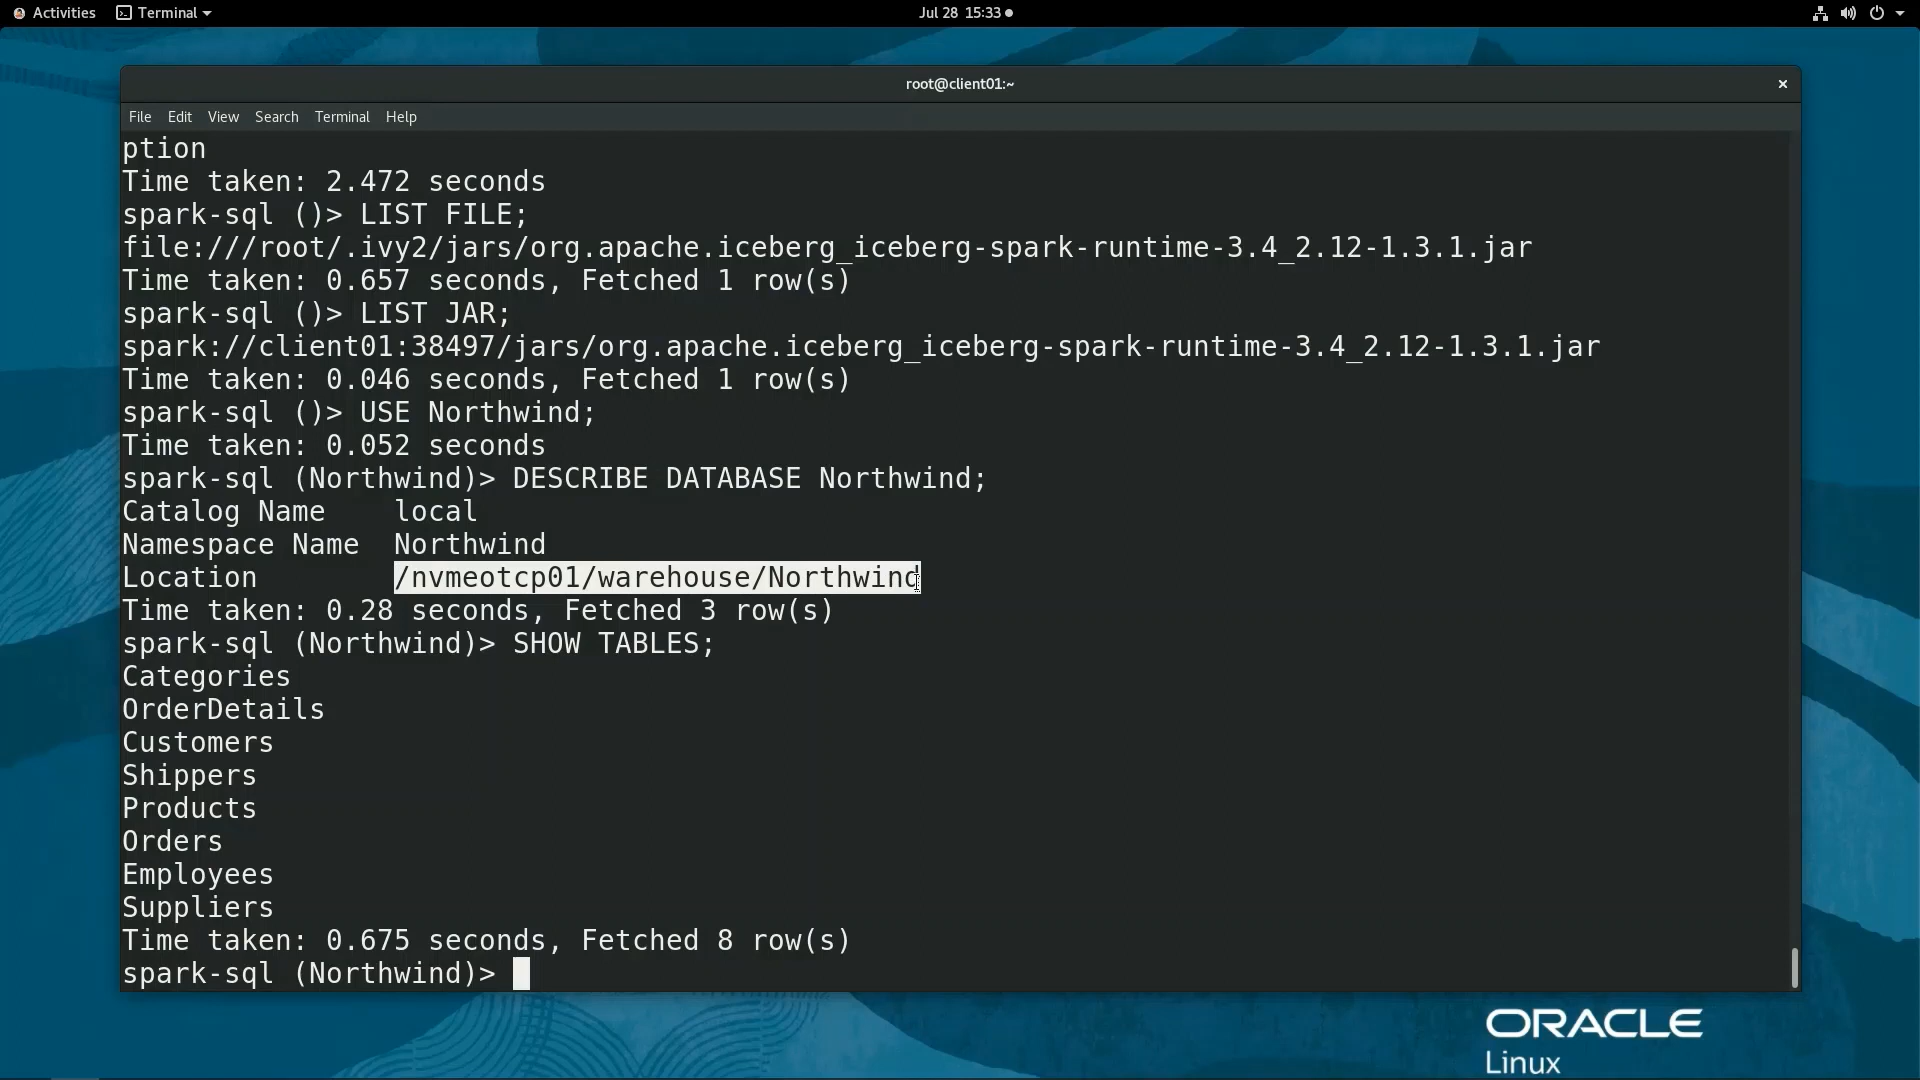 Activities Terminal Jul 28 15:33
root@client01:~
File Edit View Search Terminal Help
ption
Time taken: 2.472 seconds
spark-sql ()> LIST FILE;
file:///root/.ivy2/jars/org.apache.iceberg_iceberg-spark-runtime-3.4_2.12-1.3.1.jar
Time taken: 0.657 seconds, Fetched 1 row(s)
spark-sql ()> LIST JAR;
spark://client01:38497/jars/org.apache.iceberg_iceberg-spark-runtime-3.4_2.12-1.3.1.jar
Time taken: 0.046 seconds, Fetched 1 row(s)
spark-sql ()> USE Northwind;
Time taken: 0.052 seconds
spark-sql (Northwind)> DESCRIBE DATABASE Northwind;
Catalog Name    local
Namespace Name  Northwind
Location        /nvmeotcp01/warehouse/Northwind
Time taken: 0.28 seconds, Fetched 3 row(s)
spark-sql (Northwind)> SHOW TABLES;
Categories
OrderDetails
Customers
Shippers
Products
Orders
Employees
Suppliers
Time taken: 0.675 seconds, Fetched 8 row(s)
spark-sql (Northwind)>
ORACLE
Linux